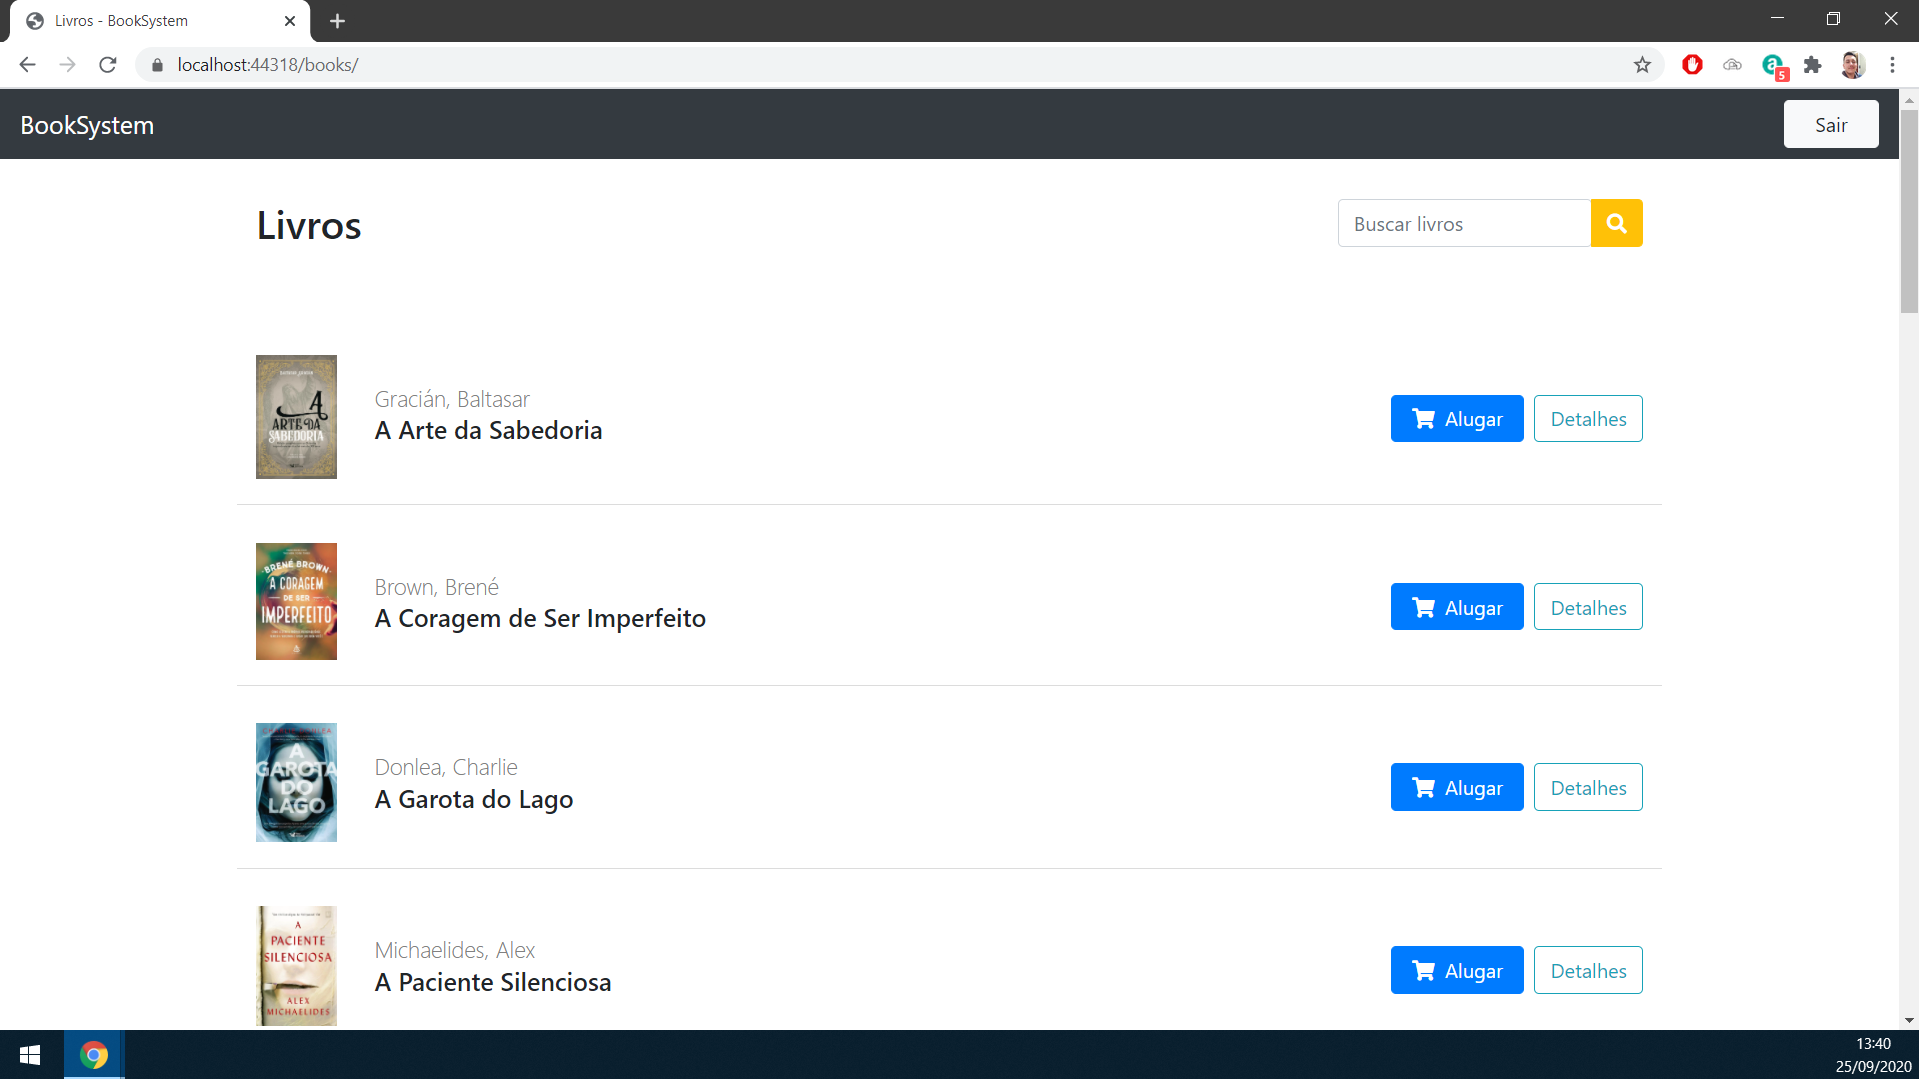 Livros - BookSystem
localhost:44318/books/
5
BookSystem
Sair
Livros
Buscar livros
A
ARTE DA
SABEDORIA
Gracián, Baltasar
A Arte da Sabedoria
Alugar
Detalhes
BRENÉ BROWN
A CORAGEM
DE SER
IMPERFEITO
Brown, Brené
A Coragem de Ser Imperfeito
Alugar
Detalhes
A
GAROTA
DO
LAGO
Donlea, Charlie
A Garota do Lago
Alugar
Detalhes
A
PACIENTE
SILENCIOSA
ALEX
MICHAELIDES
Michaelides, Alex
A Paciente Silenciosa
Alugar
Detalhes
13:40
25/09/2020